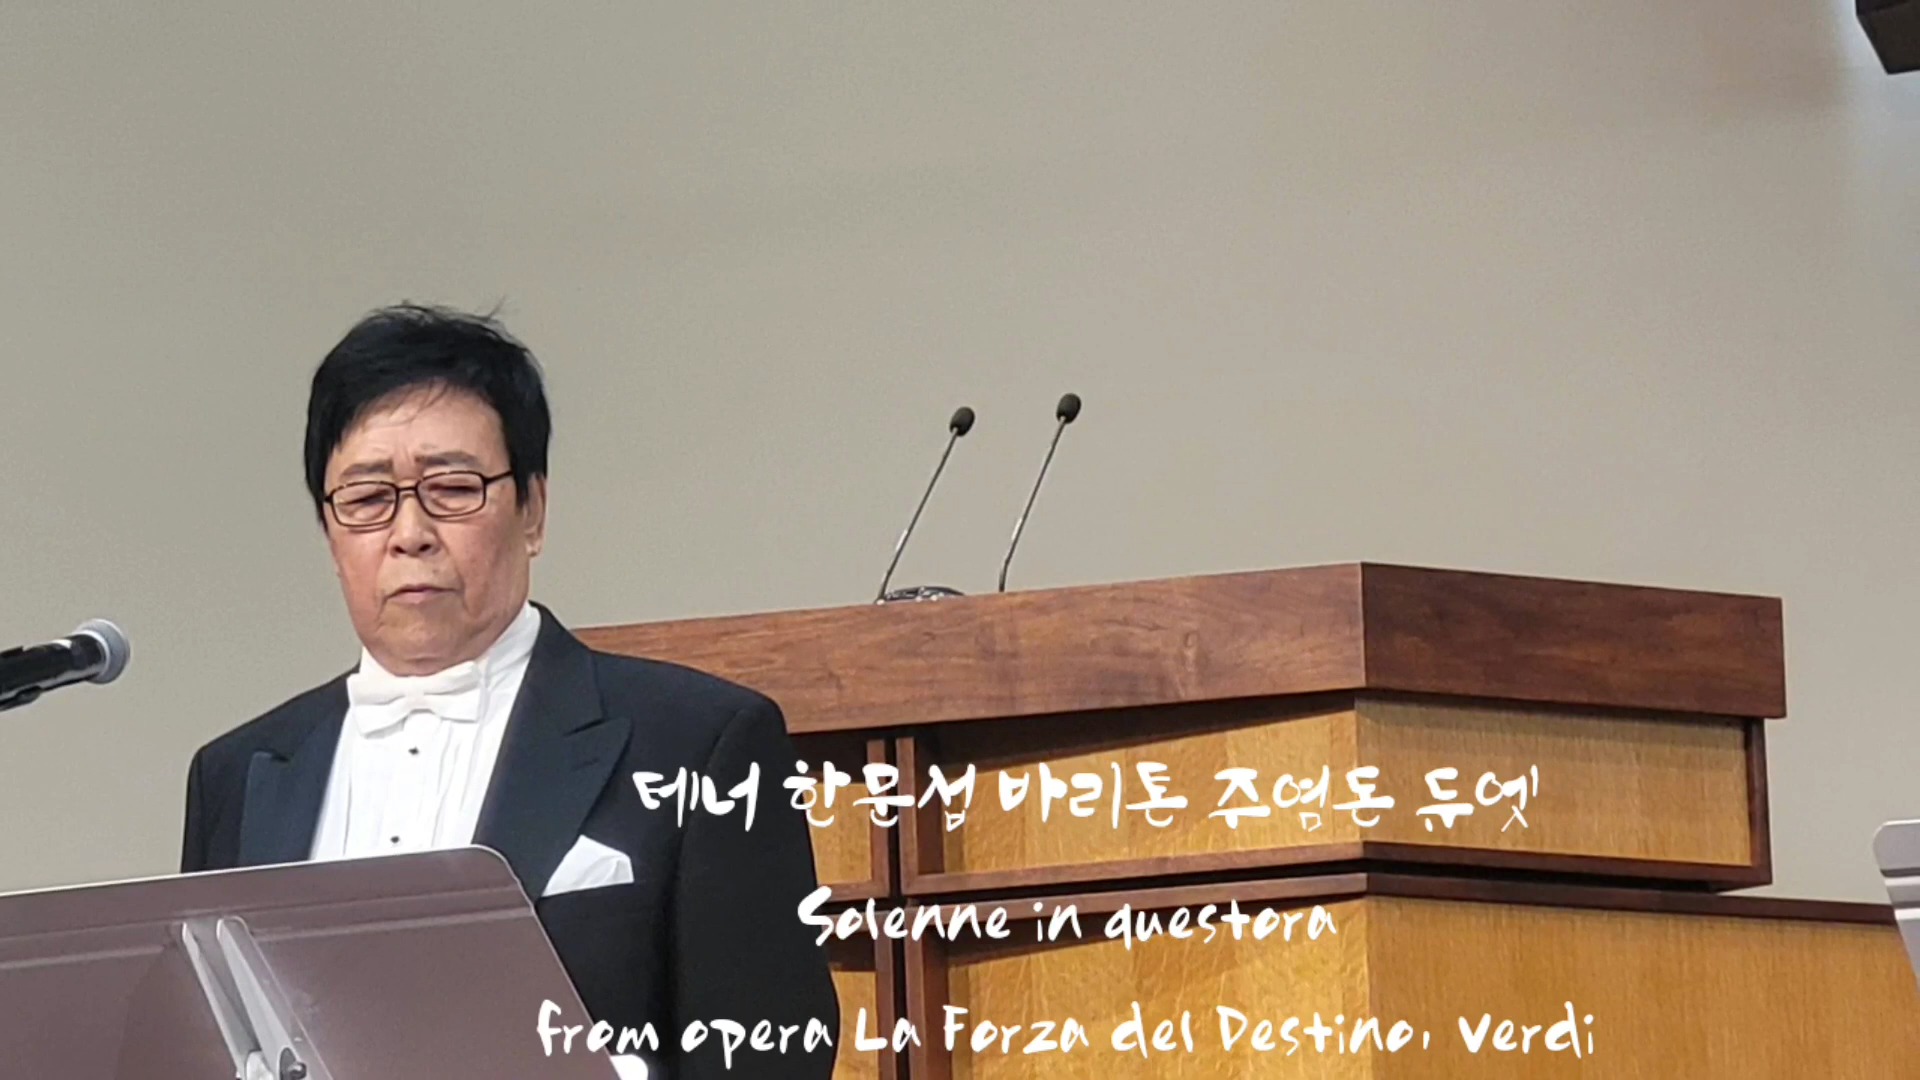 테너 한문섭 바리톤 주염돈 듀엣
Solenne in questora
from opera La Forza del Destino, Verdi